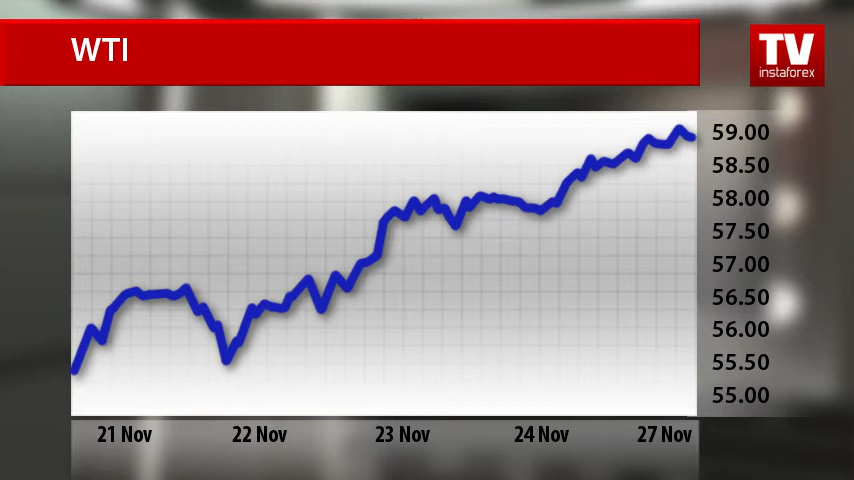 WTI
TV
instaforex
59.00
58.50
58.00
57.50
57.00
56.50
56.00
55.50
55.00
21 Nov
22 Nov
23 Nov
24 Nov
27 Nov